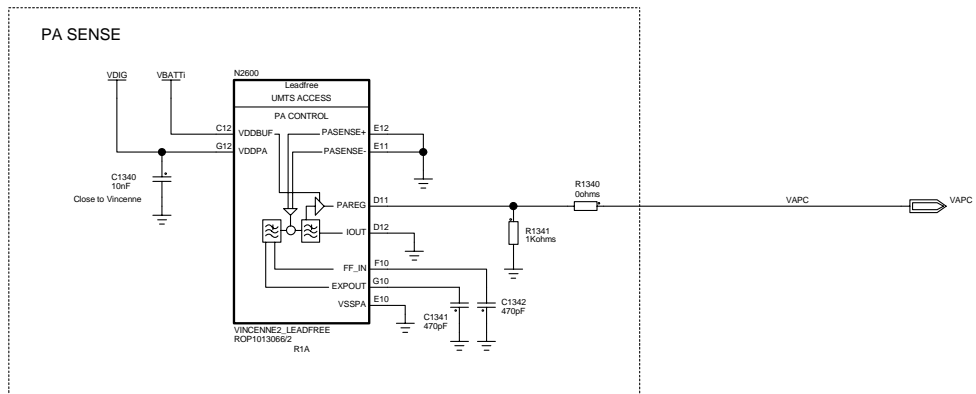 PA SENSE
VDIG
VBATTi
N2600
Leadfree
UMTS ACCESS
PA CONTROL
C12
VDDBUF
PASENSE+
E12
G12
VDDPA
PASENSE-
E11
C1340
10nF
Close to Vincenne
PAREG
D11
R1340
0ohms
VAPC
VAPC
R1341
1Kohms
IOUT
D12
FF_IN
F10
EXPOUT
G10
VSSPA
E10
C1341
470pF
C1342
470pF
VINCENNE2_LEADFREE
ROP1013066/2
R1A